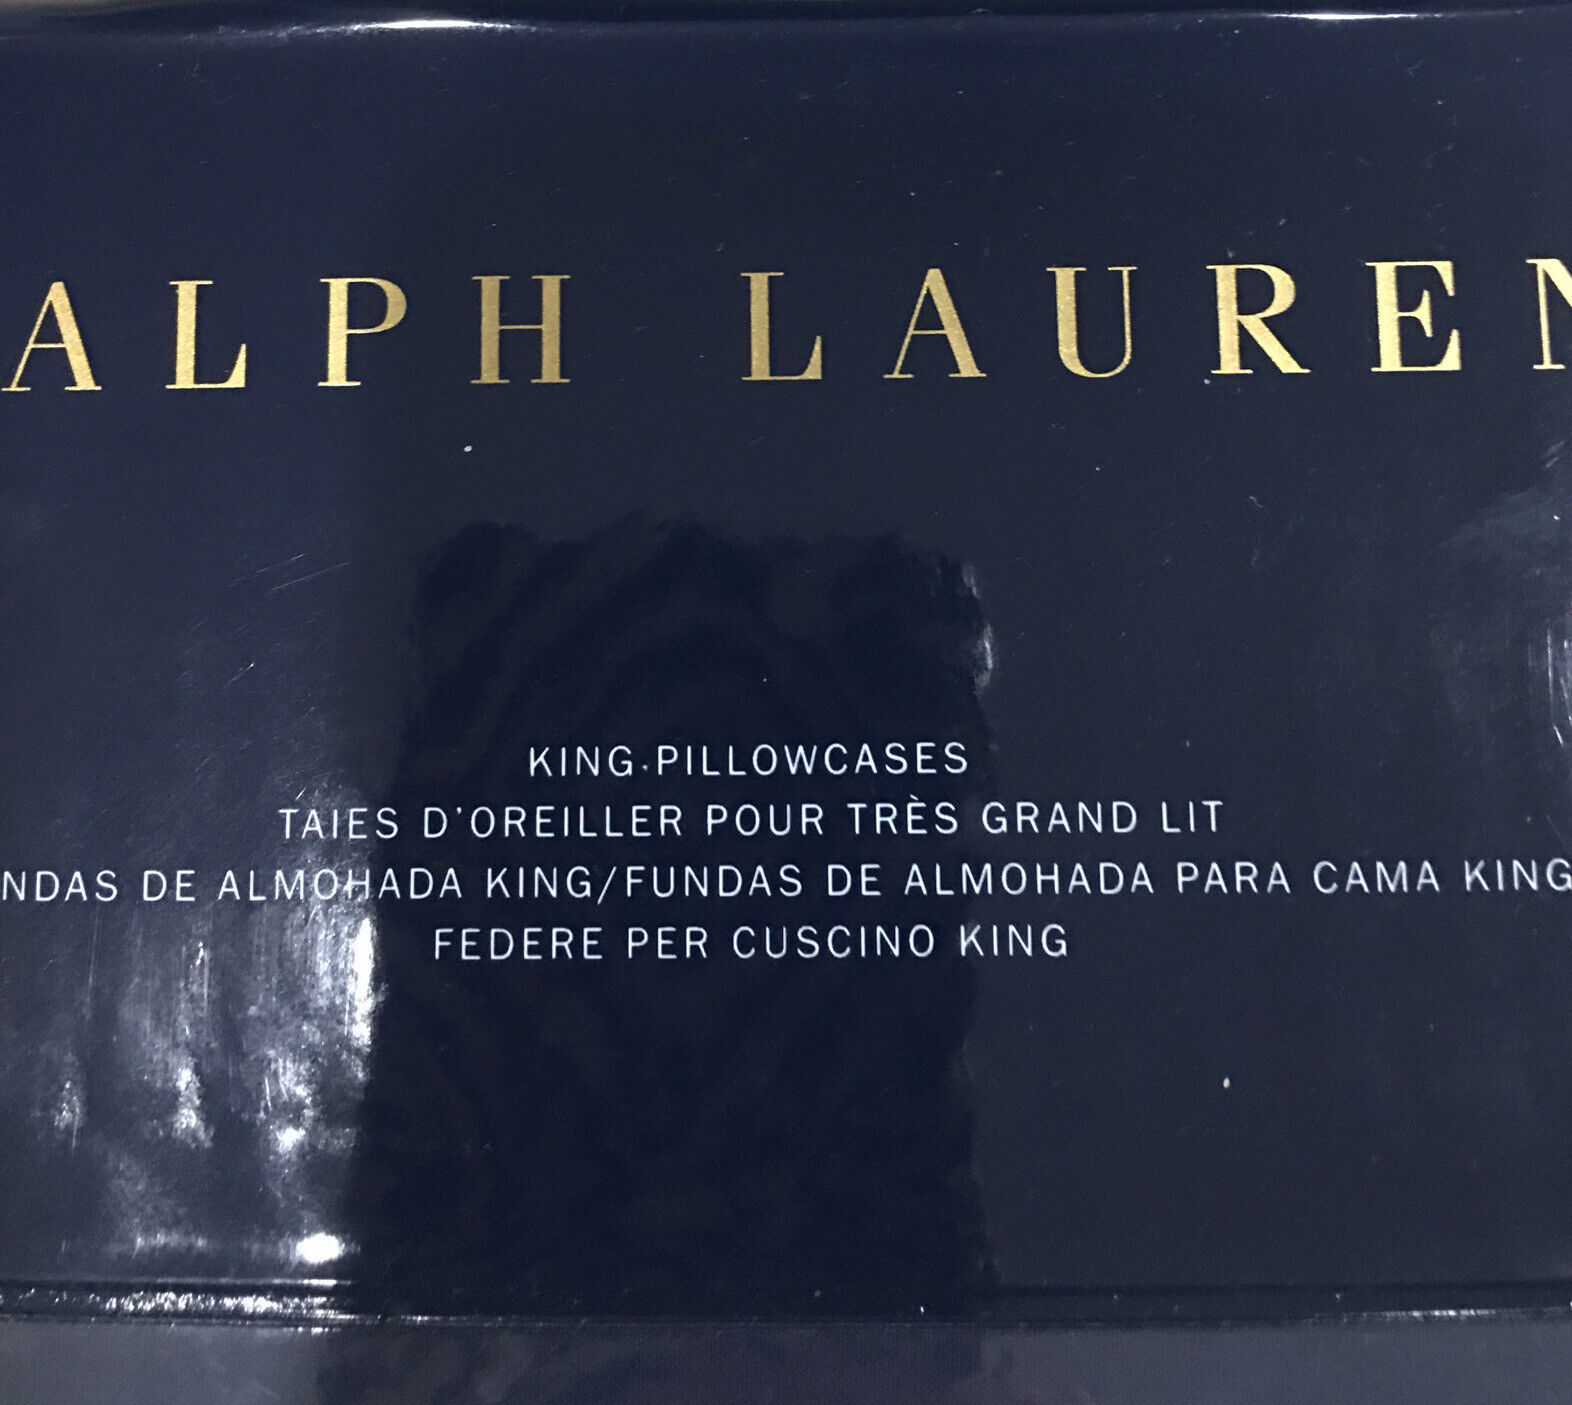 ALPH LAUREN
KING PILLOWCASES
TAIES D'OREILLER POUR TRÈS GRAND LIT
NDAS DE ALMOHADA KING/FUNDAS DE ALMOHADA PARA CAMA KING
FEDERE PER CUSCINO KING